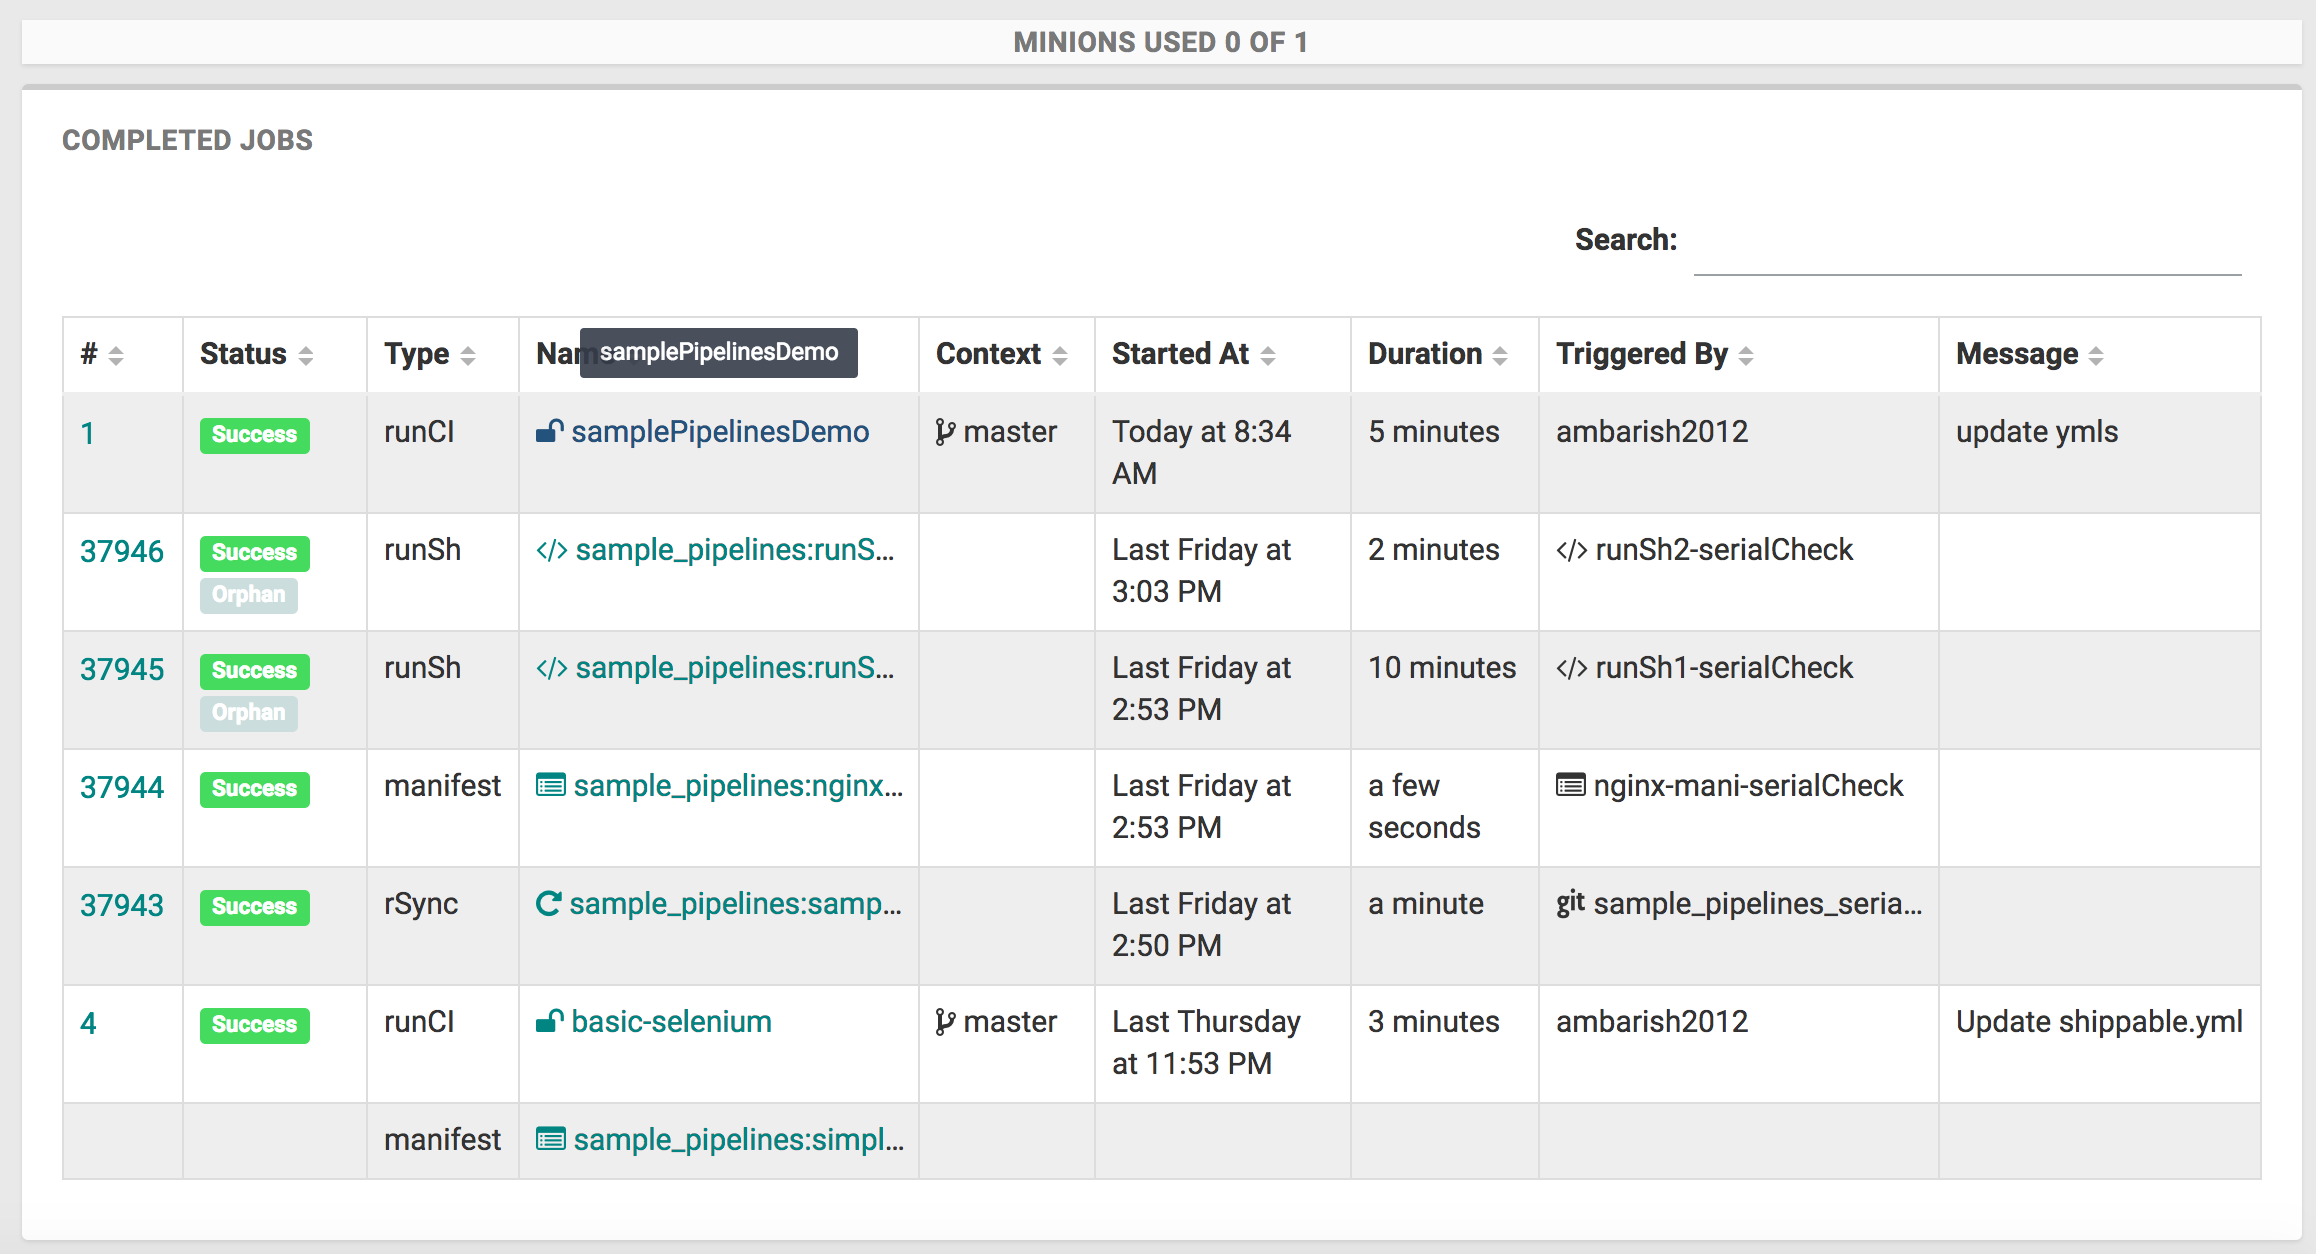 MINIONS USED 0 OF 1
COMPLETED JOBS
Search:
# Status Type Nam samplePipelinesDemo Context Started At Duration Triggered By Message
1 Success runCI samplePipelinesDemo master Today at 8:34 5 minutes ambarish2012 update ymls
AM
37946 Success runSh </> sample_pipelines:runS... Last Friday at 2 minutes </> runSh2-serialCheck
Orphan 3:03 PM
37945 Success runSh </> sample_pipelines:runS... Last Friday at 10 minutes </> runSh1-serialCheck
Orphan 2:53 PM
37944 Success manifest sample_pipelines:nginx... Last Friday at a few nginx-mani-serialCheck
2:53 PM seconds
37943 Success rSync sample_pipelines:samp... Last Friday at a minute git sample_pipelines_seria...
2:50 PM
4 Success runCI basic-selenium master Last Thursday 3 minutes ambarish2012 Update shippable.yml
at 11:53 PM
manifest sample_pipelines:simpl...